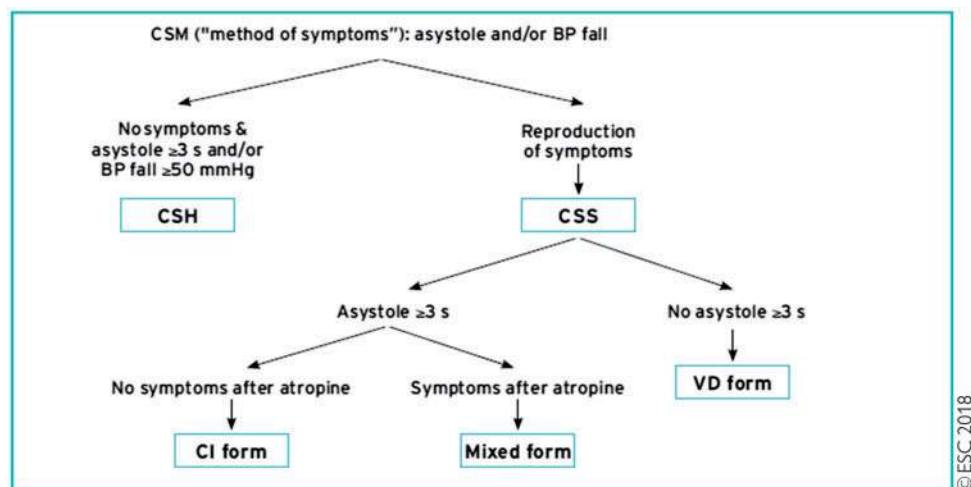 CSM ("method of symptoms”): asystole and/or BP fall
No symptoms &
asystole ≥3 s and/or
BP fall ≥50 mmHg
CSH
Reproduction
of symptoms
CSS
Asystole ≥3 s
No asystole ≥3 s
VD form
No symptoms after atropine
Symptoms after atropine
CI form
Mixed form
©ESC 2018